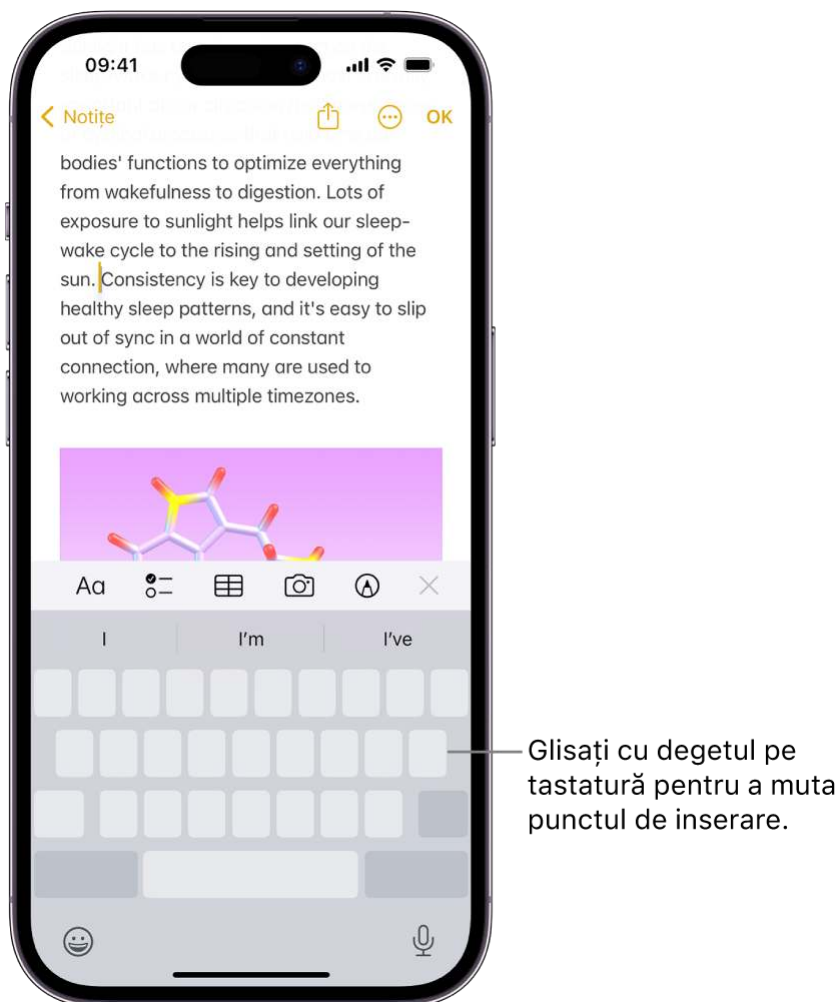 09:41
Notițe
OK
bodies' functions to optimize everything
from wakefulness to digestion. Lots of
exposure to sunlight helps link our sleep-
wake cycle to the rising and setting of the
sun. Consistency is key to developing
healthy sleep patterns, and it's easy to slip
out of sync in a world of constant
connection, where many are used to
working across multiple timezones.
Aa
I I'm I've
Glisați cu degetul pe
tastatură pentru a muta
punctul de inserare.